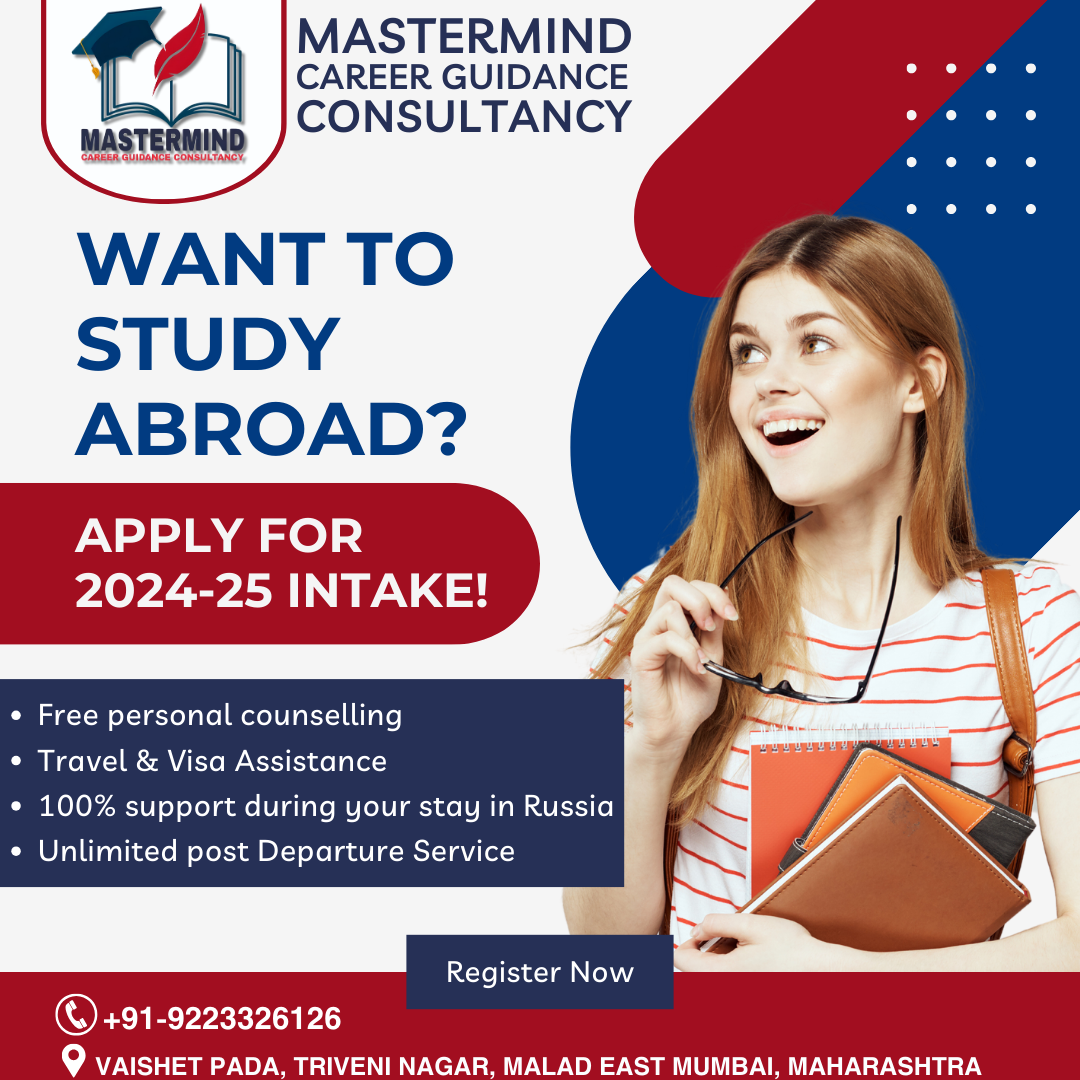 MASTERMIND
CAREER GUIDANCE CONSULTANCY
MASTERMIND
CAREER GUIDANCE
CONSULTANCY
WANT TO
STUDY
ABROAD?
APPLY FOR
2024-25 INTAKE!
• Free personal counselling
• Travel & Visa Assistance
• 100% support during your stay in Russia
• Unlimited post Departure Service
Register Now
+91-9223326126
VAISHET PADA, TRIVENI NAGAR, MALAD EAST MUMBAI, MAHARASHTRA